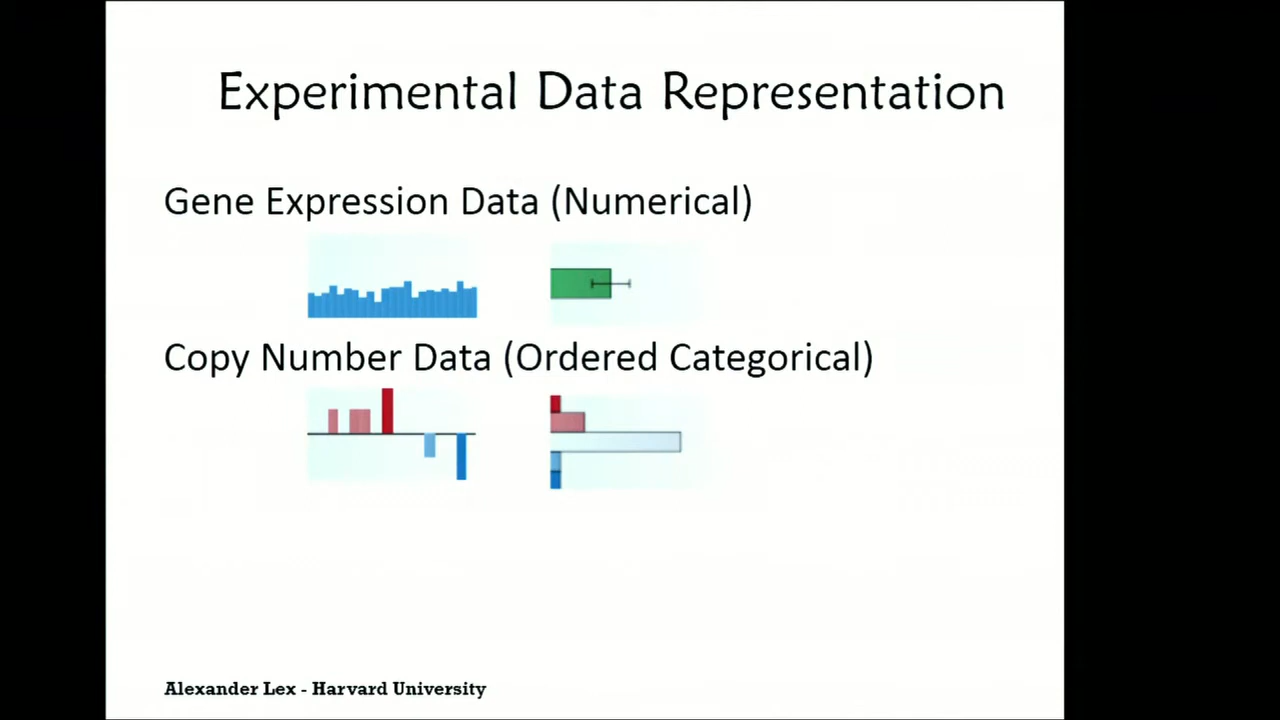 Experimental Data Representation
Gene Expression Data (Numerical)
Copy Number Data (Ordered Categorical)
Alexander Lex - Harvard University